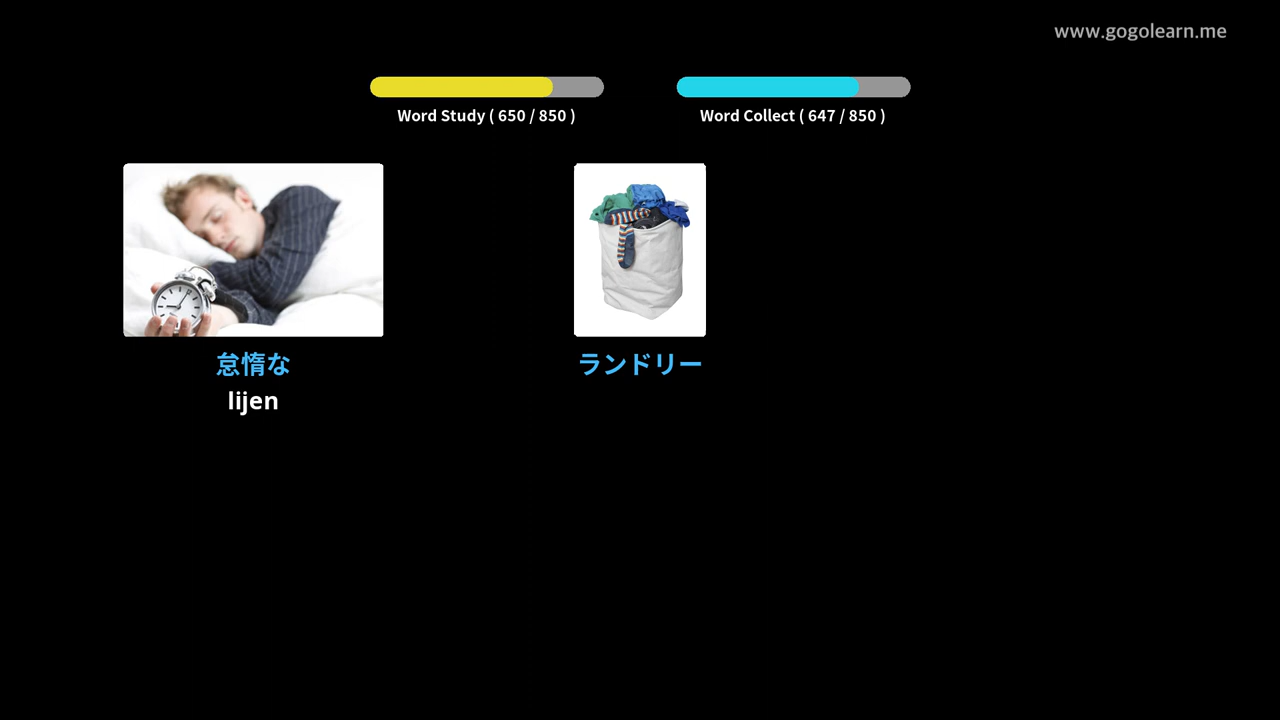 www.gogolearn.me
Word Study ( 650 / 850 )
Word Collect ( 647 / 850 )
怠惰な
lijen
ランドリー